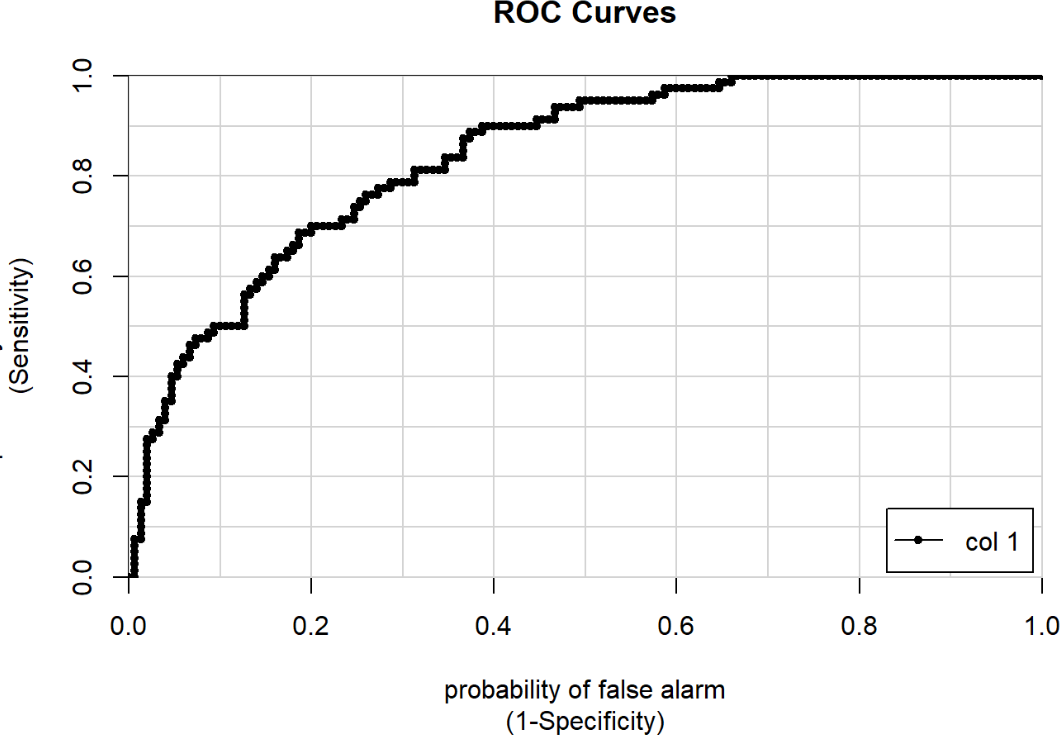 ROC Curves
1.0
0.8
0.6
0.4
0.2
0.0
(Sensitivity)
col 1
0.0 0.2 0.4 0.6 0.8 1.0
probability of false alarm
(1-Specificity)